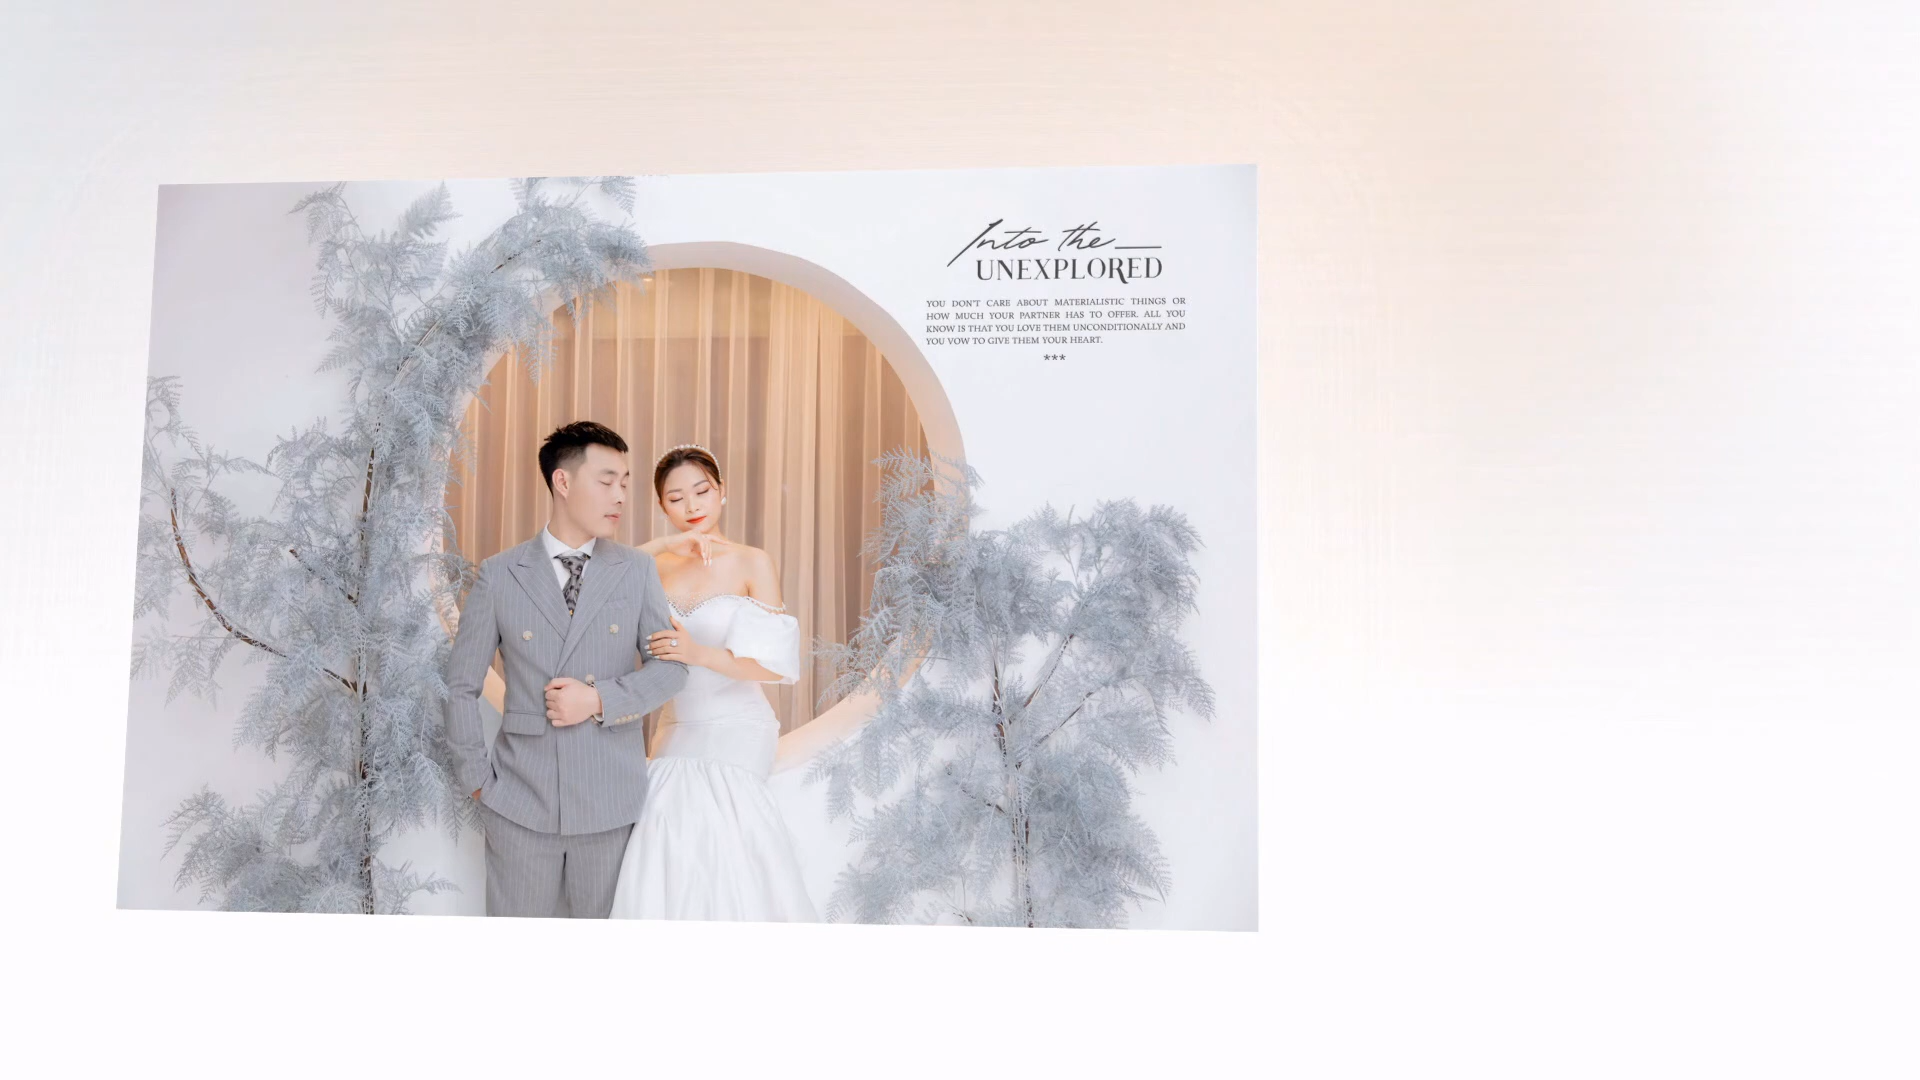 Into the
UNEXPLORED
YOU DON'T CARE ABOUT MATERIALISTIC THINGS OR
HOW MUCH YOUR PARTNER HAS TO OFFER. ALL YOU
KNOW IS THAT YOU LOVE THEM UNCONDITIONALLY AND
YOU VOW TO GIVE THEM YOUR HEART.
***